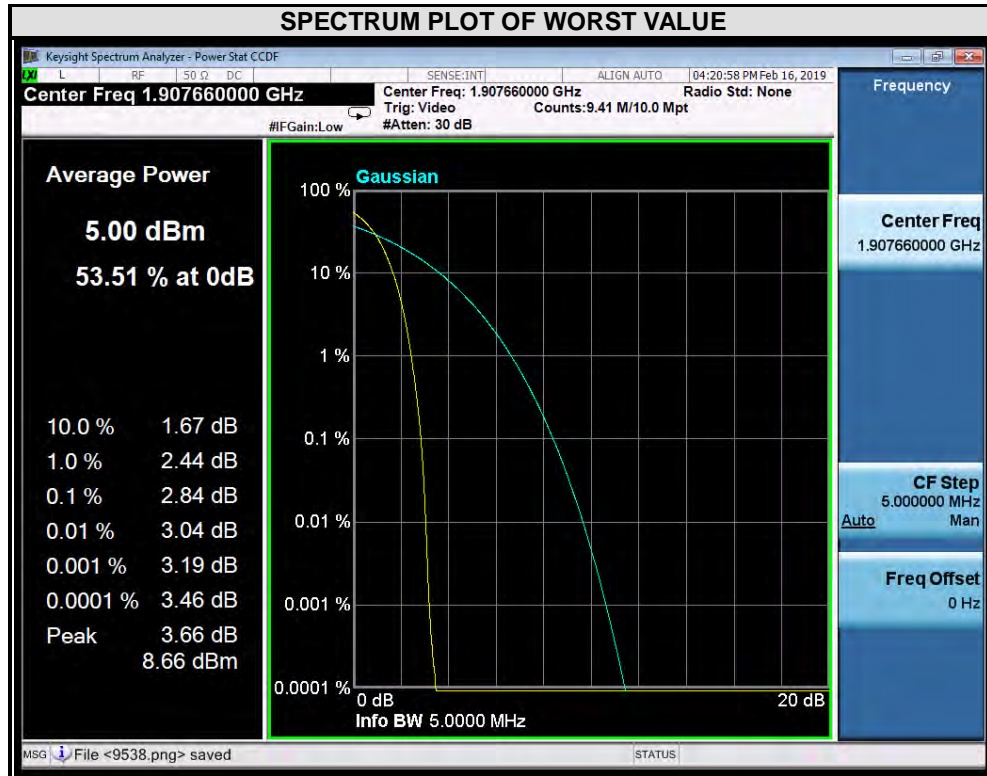 SPECTRUM PLOT OF WORST VALUE
Keysight Spectrum Analyzer - Power Stat CCDF
LXI L RF 50 Ω DC SENSE:INT ALIGN AUTO 04:20:58 PM Feb 16, 2019
Center Freq 1.907660000 GHz
Center Freq: 1.907660000 GHz Radio Std: None
Trig: Video Counts:9.41 M/10.0 Mpt
#IFGain:Low #Atten: 30 dB
Frequency
Average Power
5.00 dBm
53.51 % at 0dB
10.0 % 1.67 dB
1.0 % 2.44 dB
0.1 % 2.84 dB
0.01 % 3.04 dB
0.001 % 3.19 dB
0.0001 % 3.46 dB
Peak 3.66 dB
8.66 dBm
Gaussian
100 %
10 %
1 %
0.1 %
0.01 %
0.001 %
0.0001 %
0 dB 20 dB
Info BW 5.0000 MHz
Center Freq
1.907660000 GHz
CF Step
5.000000 MHz
Auto Man
Freq Offset
0 Hz
MSG File <9538.png> saved STATUS